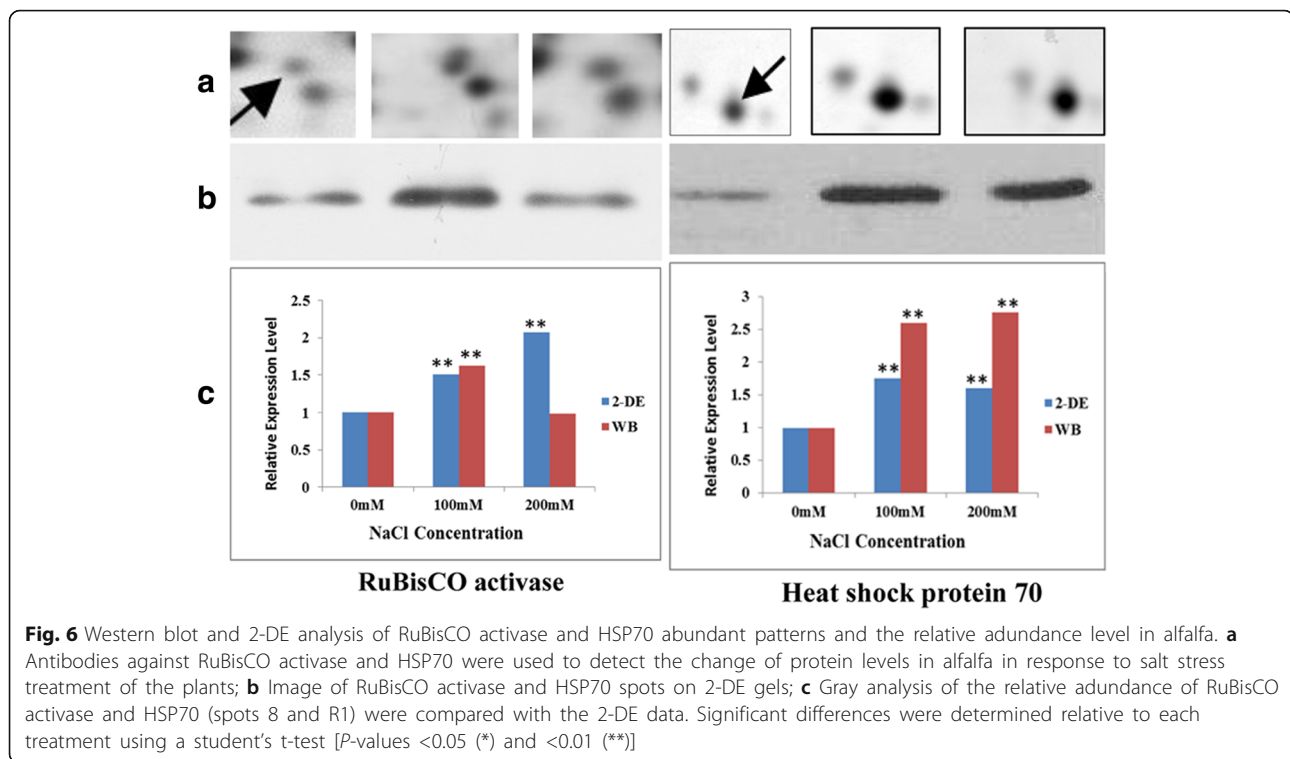 a
b
c
Relative Expression Level
2.5
2
1.5
1
0.5
0
**
**
**
0mM
100mM
200mM
NaCl Concentration
2-DE
WB
RuBisCO activase
Relative Expression Level
3
2.5
2
1.5
1
0.5
0
**
**
**
**
0mM
100mM
200mM
NaCl Concentration
2-DE
WB
Heat shock protein 70
Fig. 6 Western blot and 2-DE analysis of RuBisCO activase and HSP70 abundant patterns and the relative adundance level in alfalfa. a
Antibodies against RuBisCO activase and HSP70 were used to detect the change of protein levels in alfalfa in response to salt stress
treatment of the plants; b Image of RuBisCO activase and HSP70 spots on 2-DE gels; c Gray analysis of the relative adundance of RuBisCO
activase and HSP70 (spots 8 and R1) were compared with the 2-DE data. Significant differences were determined relative to each
treatment using a student's t-test [P-values <0.05 (*) and <0.01 (**)]